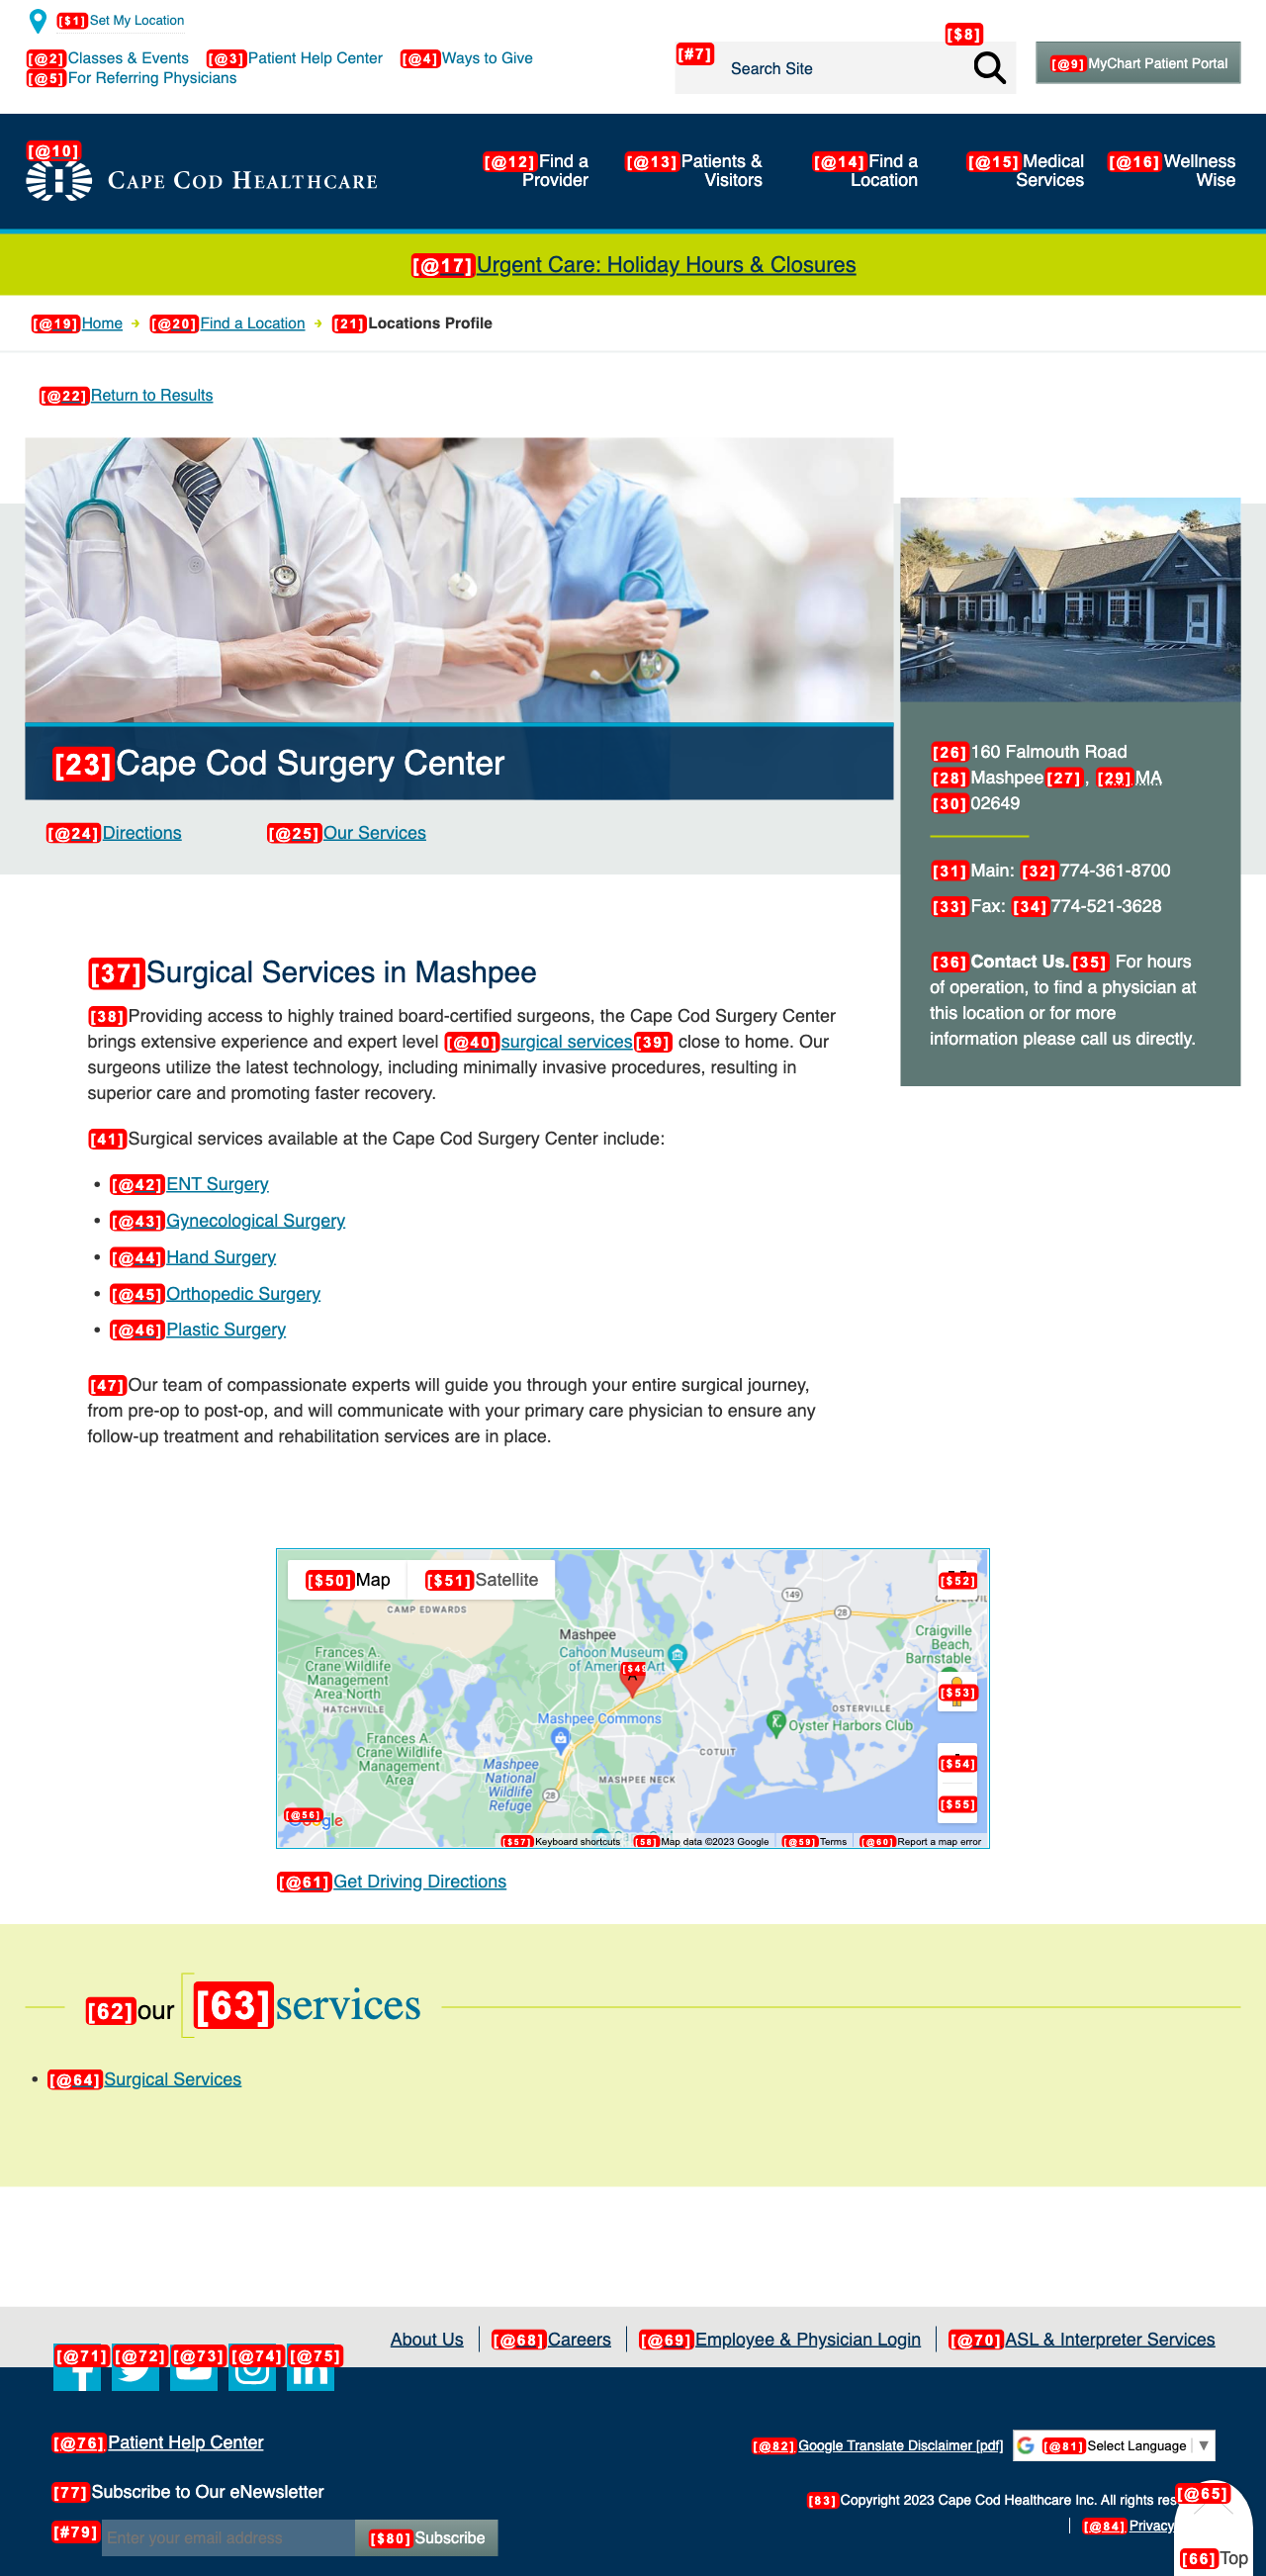 [$1]Set My Location
[@2]Classes & Events [@3]Patient Help Center [@4]Ways to Give
[@5]For Referring Physicians
[#7] Search Site [$8]
[@9]MyChart Patient Portal
[@10]
CAPE COD HEALTHCARE
[@12]Find a Provider
[@13]Patients & Visitors
[@14]Find a Location
[@15]Medical Services
[@16]Wellness Wise
[@17]Urgent Care: Holiday Hours & Closures
[@19]Home [@20]Find a Location [21]Locations Profile
[@22]Return to Results
[23]Cape Cod Surgery Center
[@24]Directions [@25]Our Services
[26]160 Falmouth Road
[28]Mashpee[27], [29]MA
[30]02649
[31]Main: [32]774-361-8700
[33]Fax: [34]774-521-3628
[36]Contact Us.[35] For hours
of operation, to find a physician at
this location or for more
information please call us directly.
[37]Surgical Services in Mashpee
[38]Providing access to highly trained board-certified surgeons, the Cape Cod Surgery Center
brings extensive experience and expert level [@40]surgical services[39] close to home. Our
surgeons utilize the latest technology, including minimally invasive procedures, resulting in
superior care and promoting faster recovery.
[41]Surgical services available at the Cape Cod Surgery Center include:
• [@42]ENT Surgery
• [@43]Gynecological Surgery
• [@44]Hand Surgery
• [@45]Orthopedic Surgery
• [@46]Plastic Surgery
[47]Our team of compassionate experts will guide you through your entire surgical journey,
from pre-op to post-op, and will communicate with your primary care physician to ensure any
follow-up treatment and rehabilitation services are in place.
[$50]Map [$51]Satellite [$52]
CAMP EDWARDS
149
28
Mashpee
Craigville
Beach,
Barnstable
Cahoon Museum
of American Art
[$49
Frances A.
Crane Wildlife
Management
Area North
HATCHVILLE
[$53]
OSTERVILLE
Mashpee Commons
Oyster Harbors Club
Frances A.
Crane Wildlife
Management
Area
COTUIT
[$54]
Mashpee
National
Wildlife
Refuge
MASHPEE NECK
28
[$55]
[@56]
Google
[$57]Keyboard shortcuts [58]Map data ©2023 Google [@59]Terms [@60]Report a map error
[@61]Get Driving Directions
[62]our [63]services
• [@64]Surgical Services
About Us [@68]Careers [@69]Employee & Physician Login [@70]ASL & Interpreter Services
[@71] [@72] [@73] [@74] [@75]
[@76]Patient Help Center
[@82]Google Translate Disclaimer [pdf] [@81]Select Language ▼
[77]Subscribe to Our eNewsletter
[83]Copyright 2023 Cape Cod Healthcare Inc. All rights res
[@65]
[#79] Enter your email address [$80]Subscribe
[@84]Privacy
[66]Top